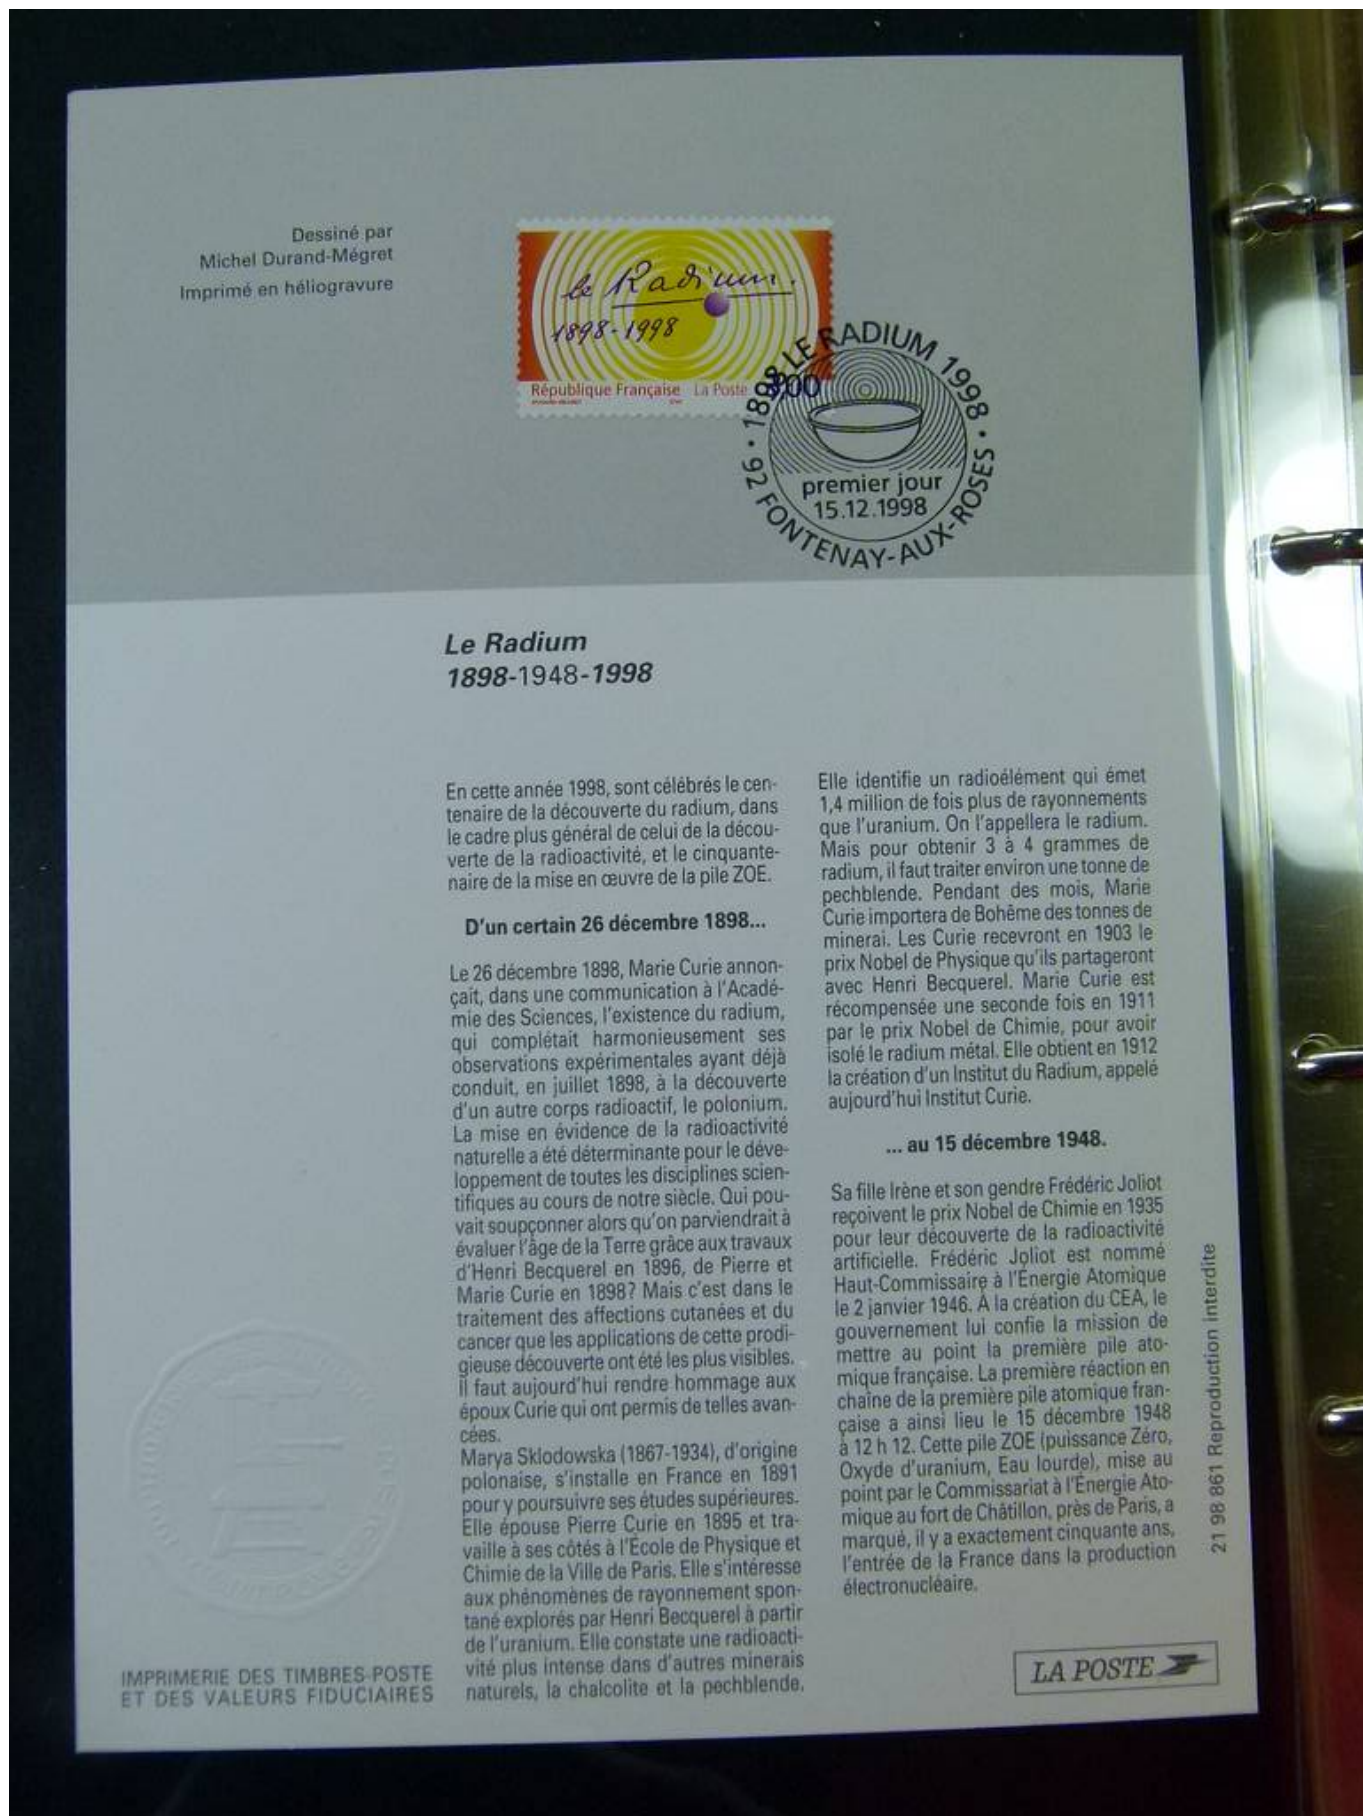 Dessiné par
Michel Durand-Mégret
Imprimé en héliogravure
le Radium.
1898-1998
République Française La Poste 3,00
1898 LE RADIUM 1998 • 92 FONTENAY-AUX-ROSES •
premier jour
15.12.1998
Le Radium
1898-1948-1998
En cette année 1998, sont célébrés le cen-
tenaire de la découverte du radium, dans
le cadre plus général de celui de la décou-
verte de la radioactivité, et le cinquante-
naire de la mise en œuvre de la pile ZOE.
D'un certain 26 décembre 1898...
Le 26 décembre 1898, Marie Curie annon-
çait, dans une communication à l'Acadé-
mie des Sciences, l'existence du radium,
qui complétait harmonieusement ses
observations expérimentales ayant déjà
conduit, en juillet 1898, à la découverte
d'un autre corps radioactif, le polonium.
La mise en évidence de la radioactivité
naturelle a été déterminante pour le déve-
loppement de toutes les disciplines scien-
tifiques au cours de notre siècle. Qui pou-
vait soupçonner alors qu'on parviendrait à
évaluer l'âge de la Terre grâce aux travaux
d'Henri Becquerel en 1896, de Pierre et
Marie Curie en 1898? Mais c'est dans le
traitement des affections cutanées et du
cancer que les applications de cette prodi-
gieuse découverte ont été les plus visibles.
Il faut aujourd'hui rendre hommage aux
époux Curie qui ont permis de telles avan-
cées.
Marya Sklodowska (1867-1934), d'origine
polonaise, s'installe en France en 1891
pour y poursuivre ses études supérieures.
Elle épouse Pierre Curie en 1895 et tra-
vaille à ses côtés à l'École de Physique et
Chimie de la Ville de Paris. Elle s'intéresse
aux phénomènes de rayonnement spon-
tané explorés par Henri Becquerel à partir
de l'uranium. Elle constate une radioacti-
vité plus intense dans d'autres minerais
naturels, la chalcolite et la pechblende.
Elle identifie un radioélément qui émet
1,4 million de fois plus de rayonnements
que l'uranium. On l'appellera le radium.
Mais pour obtenir 3 à 4 grammes de
radium, il faut traiter environ une tonne de
pechblende. Pendant des mois, Marie
Curie importera de Bohême des tonnes de
minerai. Les Curie recevront en 1903 le
prix Nobel de Physique qu'ils partageront
avec Henri Becquerel. Marie Curie est
récompensée une seconde fois en 1911
par le prix Nobel de Chimie, pour avoir
isolé le radium métal. Elle obtient en 1912
la création d'un Institut du Radium, appelé
aujourd'hui Institut Curie.
... au 15 décembre 1948.
Sa fille Irène et son gendre Frédéric Joliot
reçoivent le prix Nobel de Chimie en 1935
pour leur découverte de la radioactivité
artificielle. Frédéric Joliot est nommé
Haut-Commissaire à l'Énergie Atomique
le 2 janvier 1946. À la création du CEA, le
gouvernement lui confie la mission de
mettre au point la première pile ato-
mique française. La première réaction en
chaîne de la première pile atomique fran-
çaise a ainsi lieu le 15 décembre 1948
à 12 h 12. Cette pile ZOE (puissance Zéro,
Oxyde d'uranium, Eau lourde), mise au
point par le Commissariat à l'Énergie Ato-
mique au fort de Châtillon, près de Paris, a
marqué, il y a exactement cinquante ans,
l'entrée de la France dans la production
électronucléaire.
21 98 861 Reproduction interdite
IMPRIMERIE DES TIMBRES-POSTE
ET DES VALEURS FIDUCIAIRES
LA POSTE